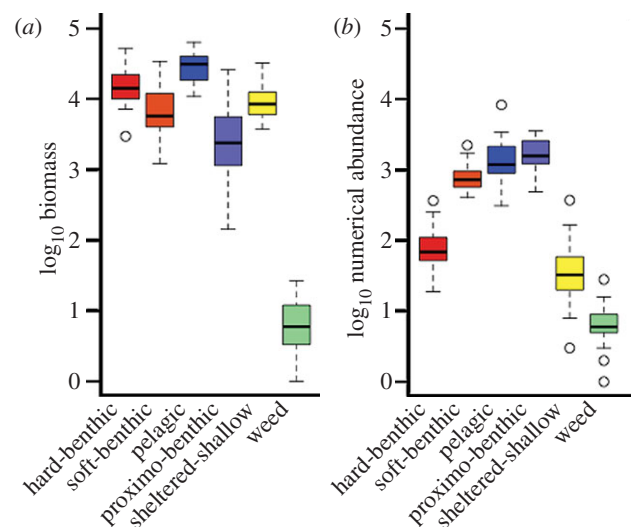 (a)
5
4
3
2
1
0
log10 biomass
hard-benthic
soft-benthic
pelagic
proximo-benthic
sheltered-shallow
weed
(b)
5
4
3
2
1
0
log10 numerical abundance
hard-benthic
soft-benthic
pelagic
proximo-benthic
sheltered-shallow
weed